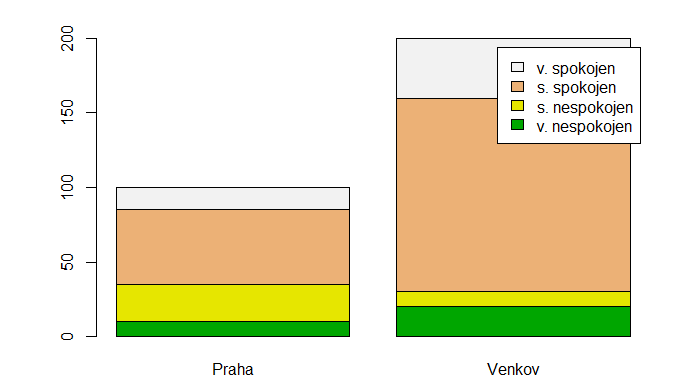 200
150
100
50
0
v. spokojen
s. spokojen
s. nespokojen
v. nespokojen
Praha
Venkov